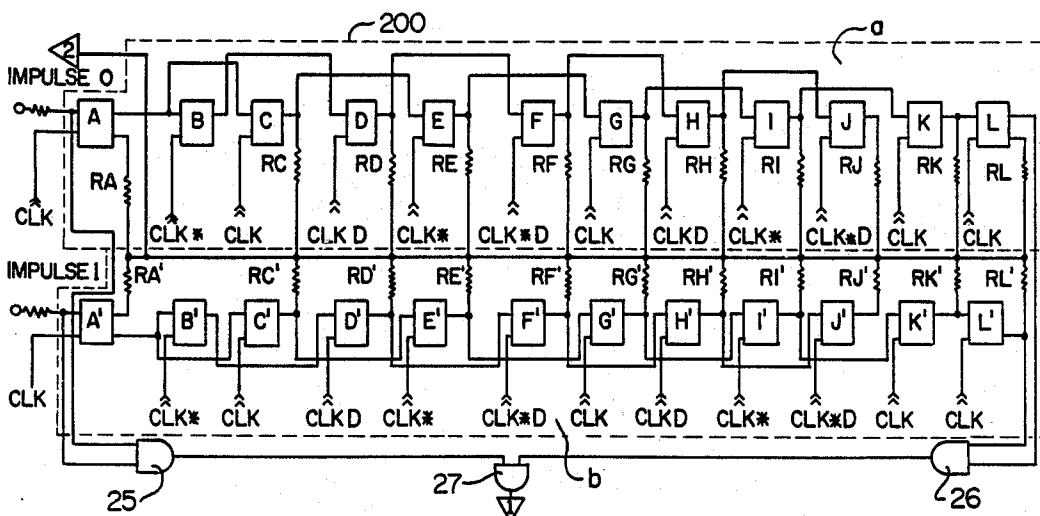 200
a
2
IMPULSE 0
A B C D E F G H I J K L
RA RC RD RE RF RG RH RI RJ RK RL
CLK CLK* CLK CLK D CLK* CLK*D CLK CLKD CLK* CLK*D CLK CLK
IMPULSE 1
RA' RC' RD' RE' RF' RG' RH' RI' RJ' RK' RL'
A' B' C' D' E' F' G' H' I' J' K' L'
CLK CLK* CLK CLKD CLK* CLK*D CLK CLKD CLK* CLK*D CLK CLK
25 27 b 26
1